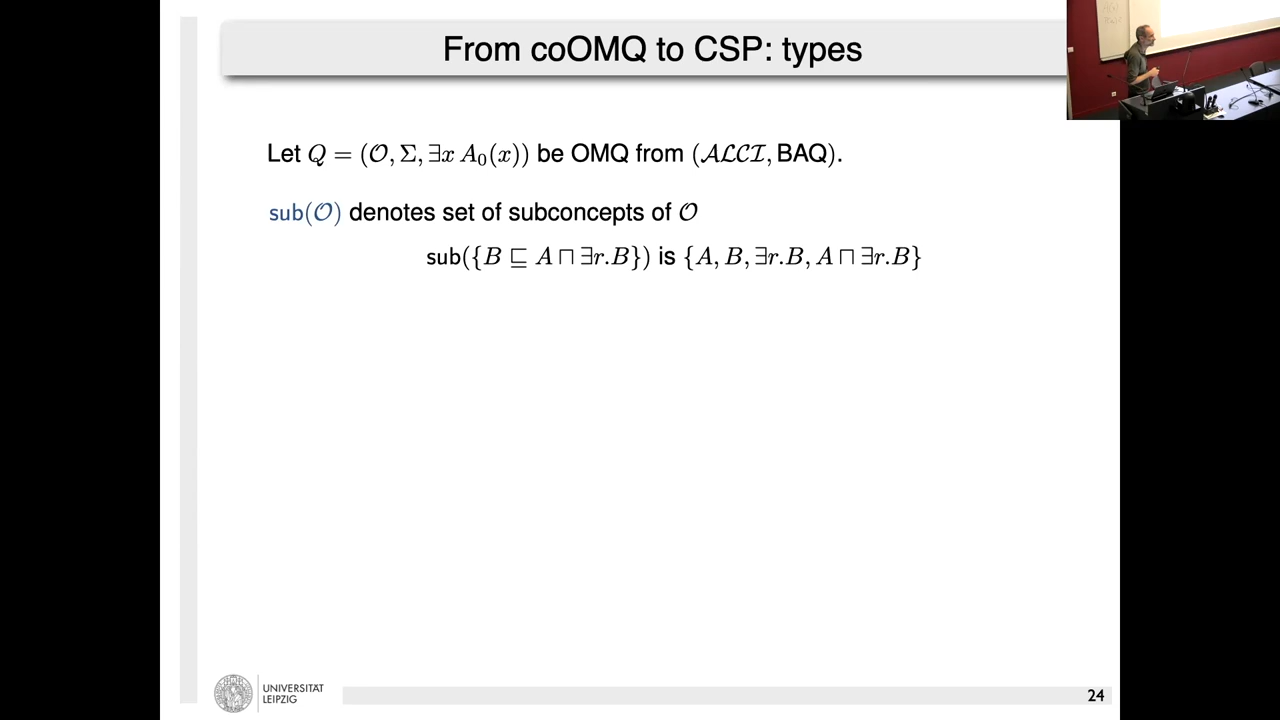 From coOMQ to CSP: types
Let Q = (𝒪, Σ, ∃x A₀(x)) be OMQ from (𝒜ℒ𝒞ℐ, BAQ).
sub(𝒪) denotes set of subconcepts of 𝒪
sub({B ⊑ A ⊓ ∃r.B}) is {A, B, ∃r.B, A ⊓ ∃r.B}
UNIVERSITÄT
LEIPZIG
24